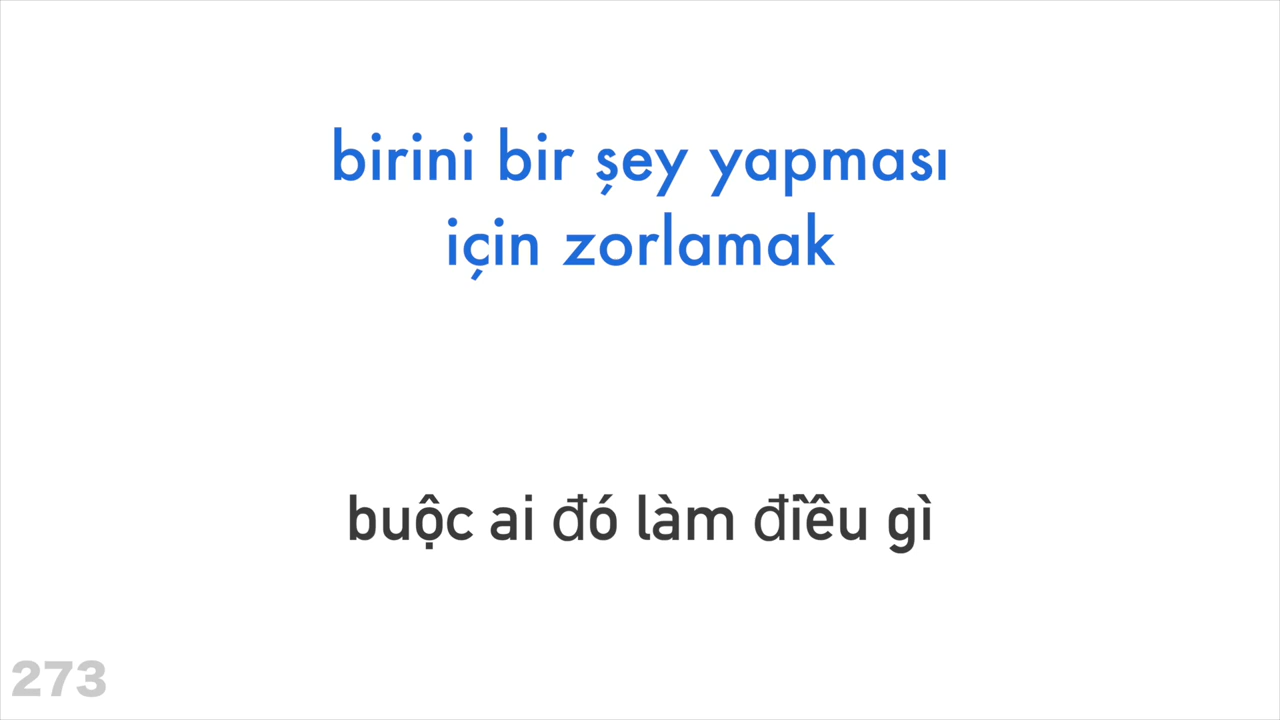 birini bir şey yapması
için zorlamak
buộc ai đó làm điều gì
273